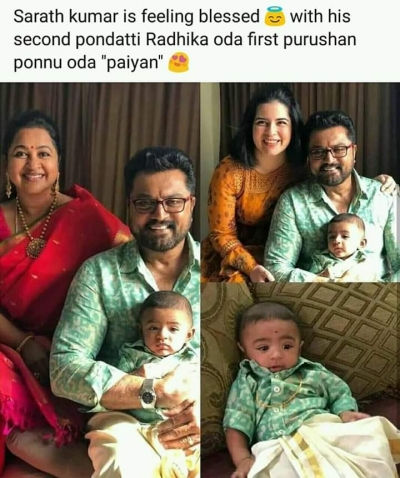 Sarath kumar is feeling blessed 😇 with his
second pondatti Radhika oda first purushan
ponnu oda "paiyan" 😍